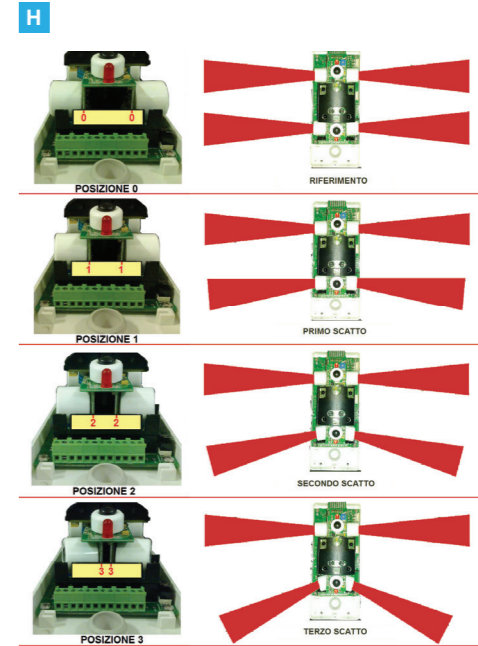 H
0 0
POSIZIONE 0
RIFERIMENTO
1 1
POSIZIONE 1
PRIMO SCATTO
2 2
POSIZIONE 2
SECONDO SCATTO
3 3
POSIZIONE 3
TERZO SCATTO